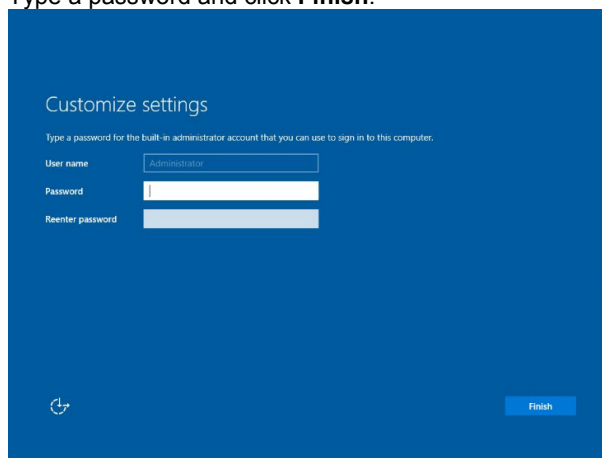 Type a password and click Finish.
Customize settings
Type a password for the built-in administrator account that you can use to sign in to this computer.
User name
Administrator
Password
Reenter password
Finish